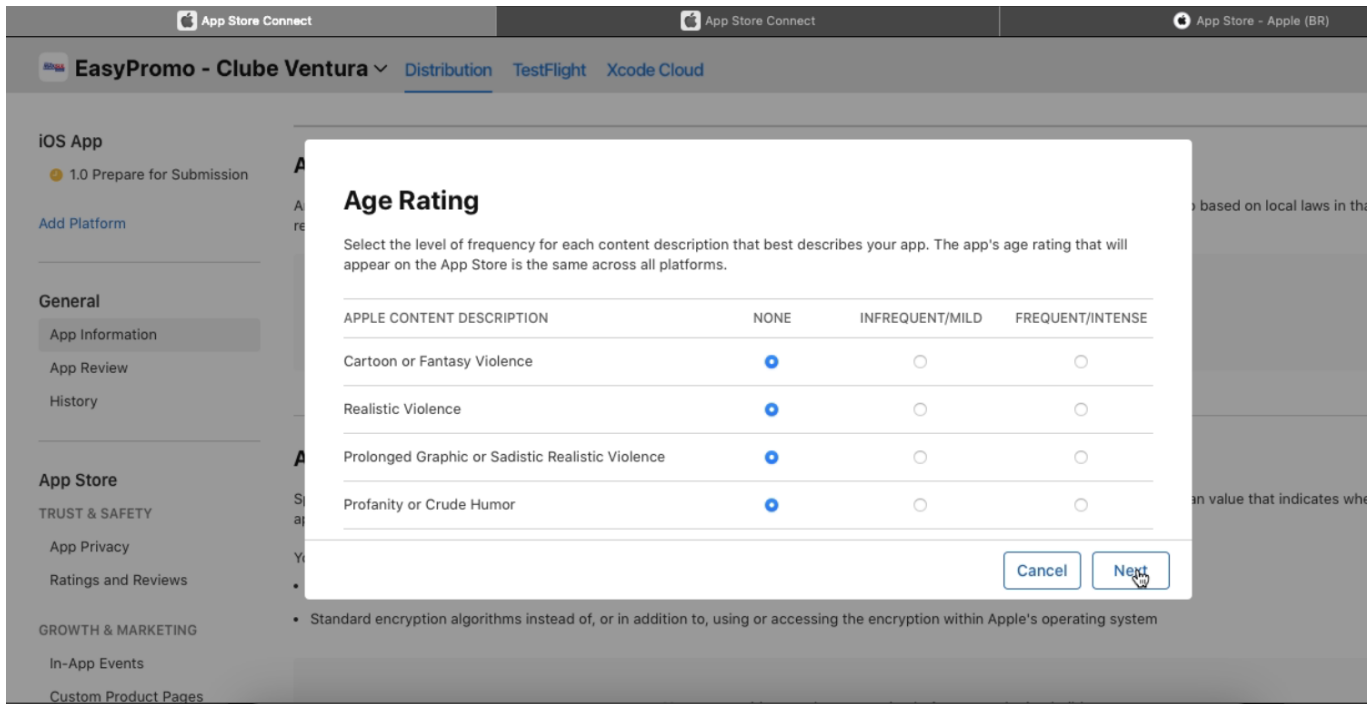 App Store Connect
App Store Connect
App Store - Apple (BR)
EasyPromo - Clube Ventura
Distribution
TestFlight
Xcode Cloud
iOS App
1.0 Prepare for Submission
Add Platform
General
App Information
App Review
History
App Store
TRUST & SAFETY
App Privacy
Ratings and Reviews
GROWTH & MARKETING
In-App Events
Custom Product Pages
based on local laws in
Age Rating
Select the level of frequency for each content description that best describes your app. The app's age rating that will
appear on the App Store is the same across all platforms.
APPLE CONTENT DESCRIPTION NONE INFREQUENT/MILD FREQUENT/INTENSE
Cartoon or Fantasy Violence
Realistic Violence
Prolonged Graphic or Sadistic Realistic Violence
Profanity or Crude Humor
value that indicates
Cancel
Next
• Standard encryption algorithms instead of, or in addition to, using or accessing the encryption within Apple's operating system